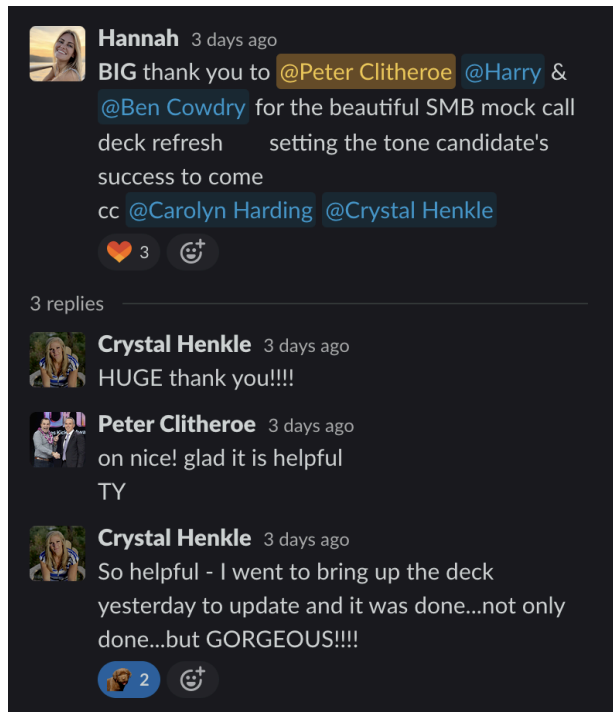 Hannah 3 days ago
BIG thank you to @Peter Clitheroe @Harry &
@Ben Cowdry for the beautiful SMB mock call
deck refresh setting the tone candidate's
success to come
cc @Carolyn Harding @Crystal Henkle
3
3 replies
Crystal Henkle 3 days ago
HUGE thank you!!!!
Peter Clitheroe 3 days ago
on nice! glad it is helpful
TY
Crystal Henkle 3 days ago
So helpful - I went to bring up the deck
yesterday to update and it was done...not only
done...but GORGEOUS!!!!
2